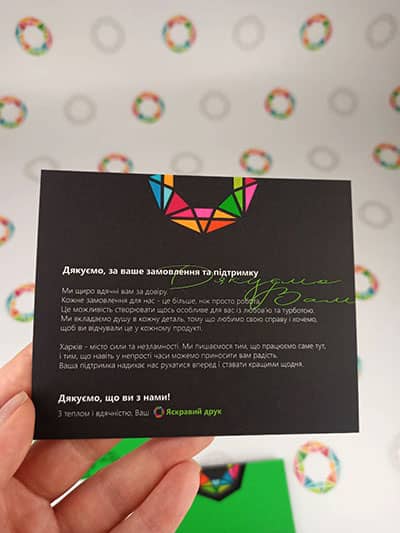 Дякуємо, за ваше замовлення та підтримку
Дякуємо
Вам
Ми щиро вдячні вам за довіру.
Кожне замовлення для нас - це більше, ніж просто робота.
Це можливість створювати щось особливе для вас із любов'ю та турботою.
Ми вкладаємо душу в кожну деталь, тому що любимо свою справу і хочемо,
щоб ви відчували це у кожному продукті.
Харків - місто сили та незламності. Ми пишаємося тим, що працюємо саме тут,
і тим, що навіть у непрості часи можемо приносити вам радість.
Ваша підтримка надихає нас рухатися вперед і ставати кращими щодня.
Дякуємо, що ви з нами!
З теплом і вдячністю, Ваш Яскравий друк